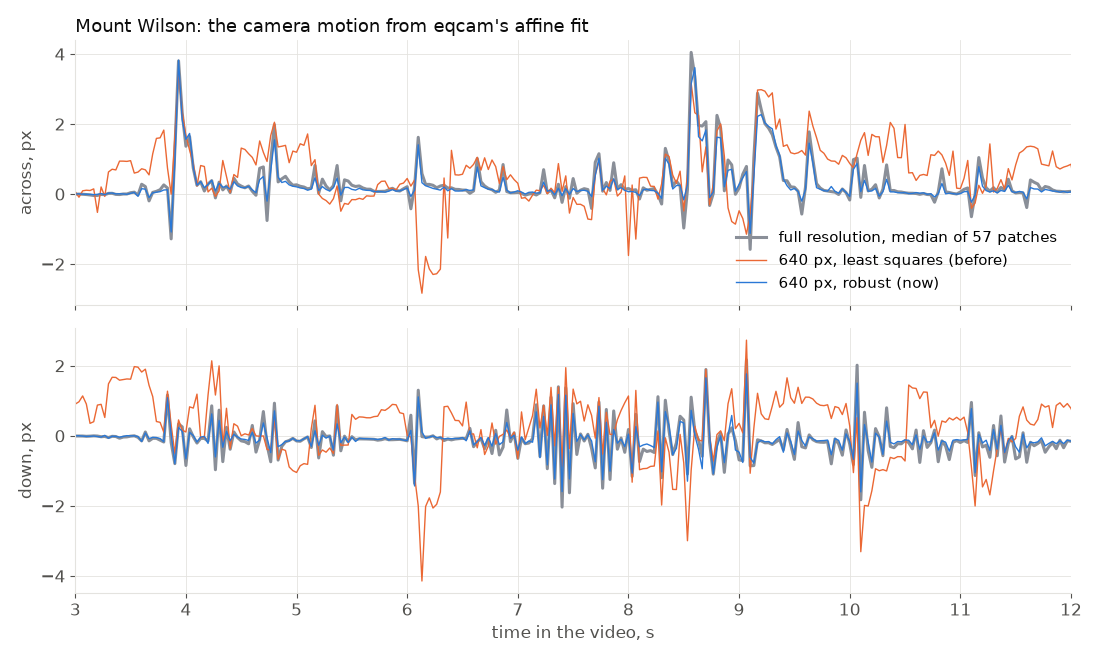 Mount Wilson: the camera motion from eqcam's affine fit
4
2
0
−2
across, px
full resolution, median of 57 patches
640 px, least squares (before)
640 px, robust (now)
2
0
−2
−4
down, px
3 4 5 6 7 8 9 10 11 12
time in the video, s